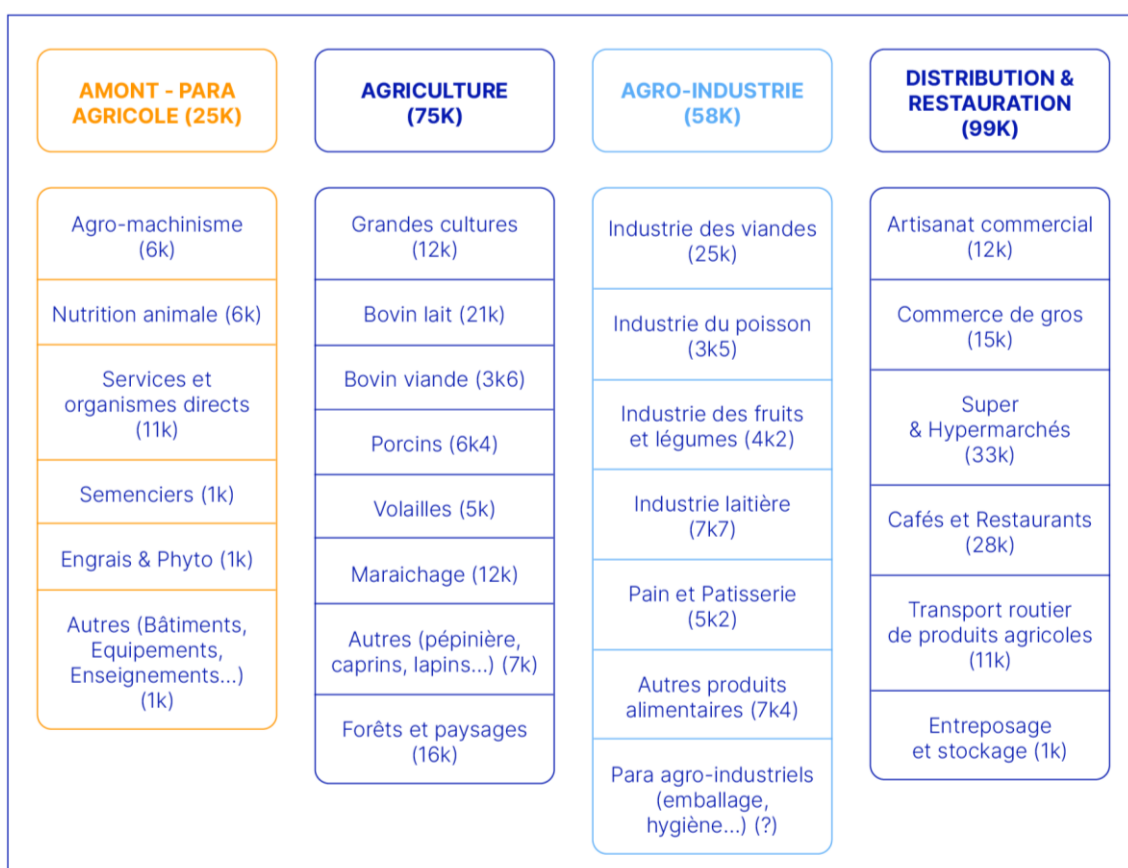 AMONT - PARA
AGRICOLE (25K)
Agro-machinisme
(6k)
Nutrition animale (6k)
Services et
organismes directs
(11k)
Semenciers (1k)
Engrais & Phyto (1k)
Autres (Bâtiments,
Equipements,
Enseignements...)
(1k)
AGRICULTURE
(75K)
Grandes cultures
(12k)
Bovin lait (21k)
Bovin viande (3k6)
Porcins (6k4)
Volailles (5k)
Maraichage (12k)
Autres (pépinière,
caprins, lapins...) (7k)
Forêts et paysages
(16k)
AGRO-INDUSTRIE
(58K)
Industrie des viandes
(25k)
Industrie du poisson
(3k5)
Industrie des fruits
et légumes (4k2)
Industrie laitière
(7k7)
Pain et Patisserie
(5k2)
Autres produits
alimentaires (7k4)
Para agro-industriels
(emballage,
hygiène...) (?)
DISTRIBUTION &
RESTAURATION
(99K)
Artisanat commercial
(12k)
Commerce de gros
(15k)
Super
& Hypermarchés
(33k)
Cafés et Restaurants
(28k)
Transport routier
de produits agricoles
(11k)
Entreposage
et stockage (1k)